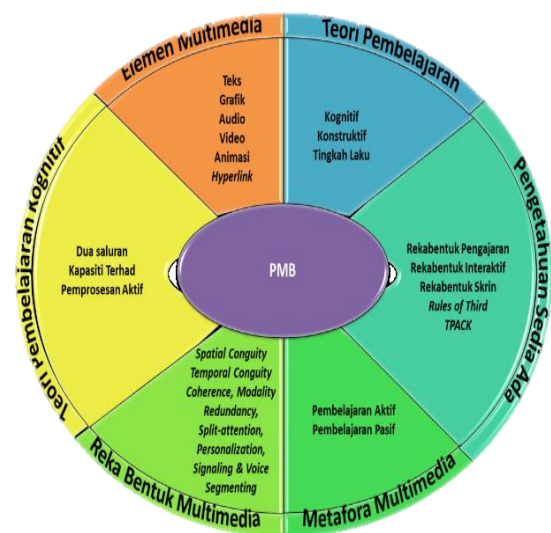 Elemen Multimedia
Teks
Grafik
Audio
Video
Animasi
Hyperlink
Teori Pembelajaran
Kognitif
Konstruktif
Tingkah Laku
Pengetahuan Sedia Ada
Rekabentuk Pengajaran
Rekabentuk Interaktif
Rekabentuk Skrin
Rules of Third
TPACK
Metafora Multimedia
Pembelajaran Aktif
Pembelajaran Pasif
Reka Bentuk Multimedia
Spatial Conguity
Temporal Conguity
Coherence, Modality
Redundancy,
Split-attention,
Personalization,
Signaling & Voice
Segmenting
Teori Pembelajaran Kognitif
Dua saluran
Kapasiti Terhad
Pemprosesan Aktif
PMB